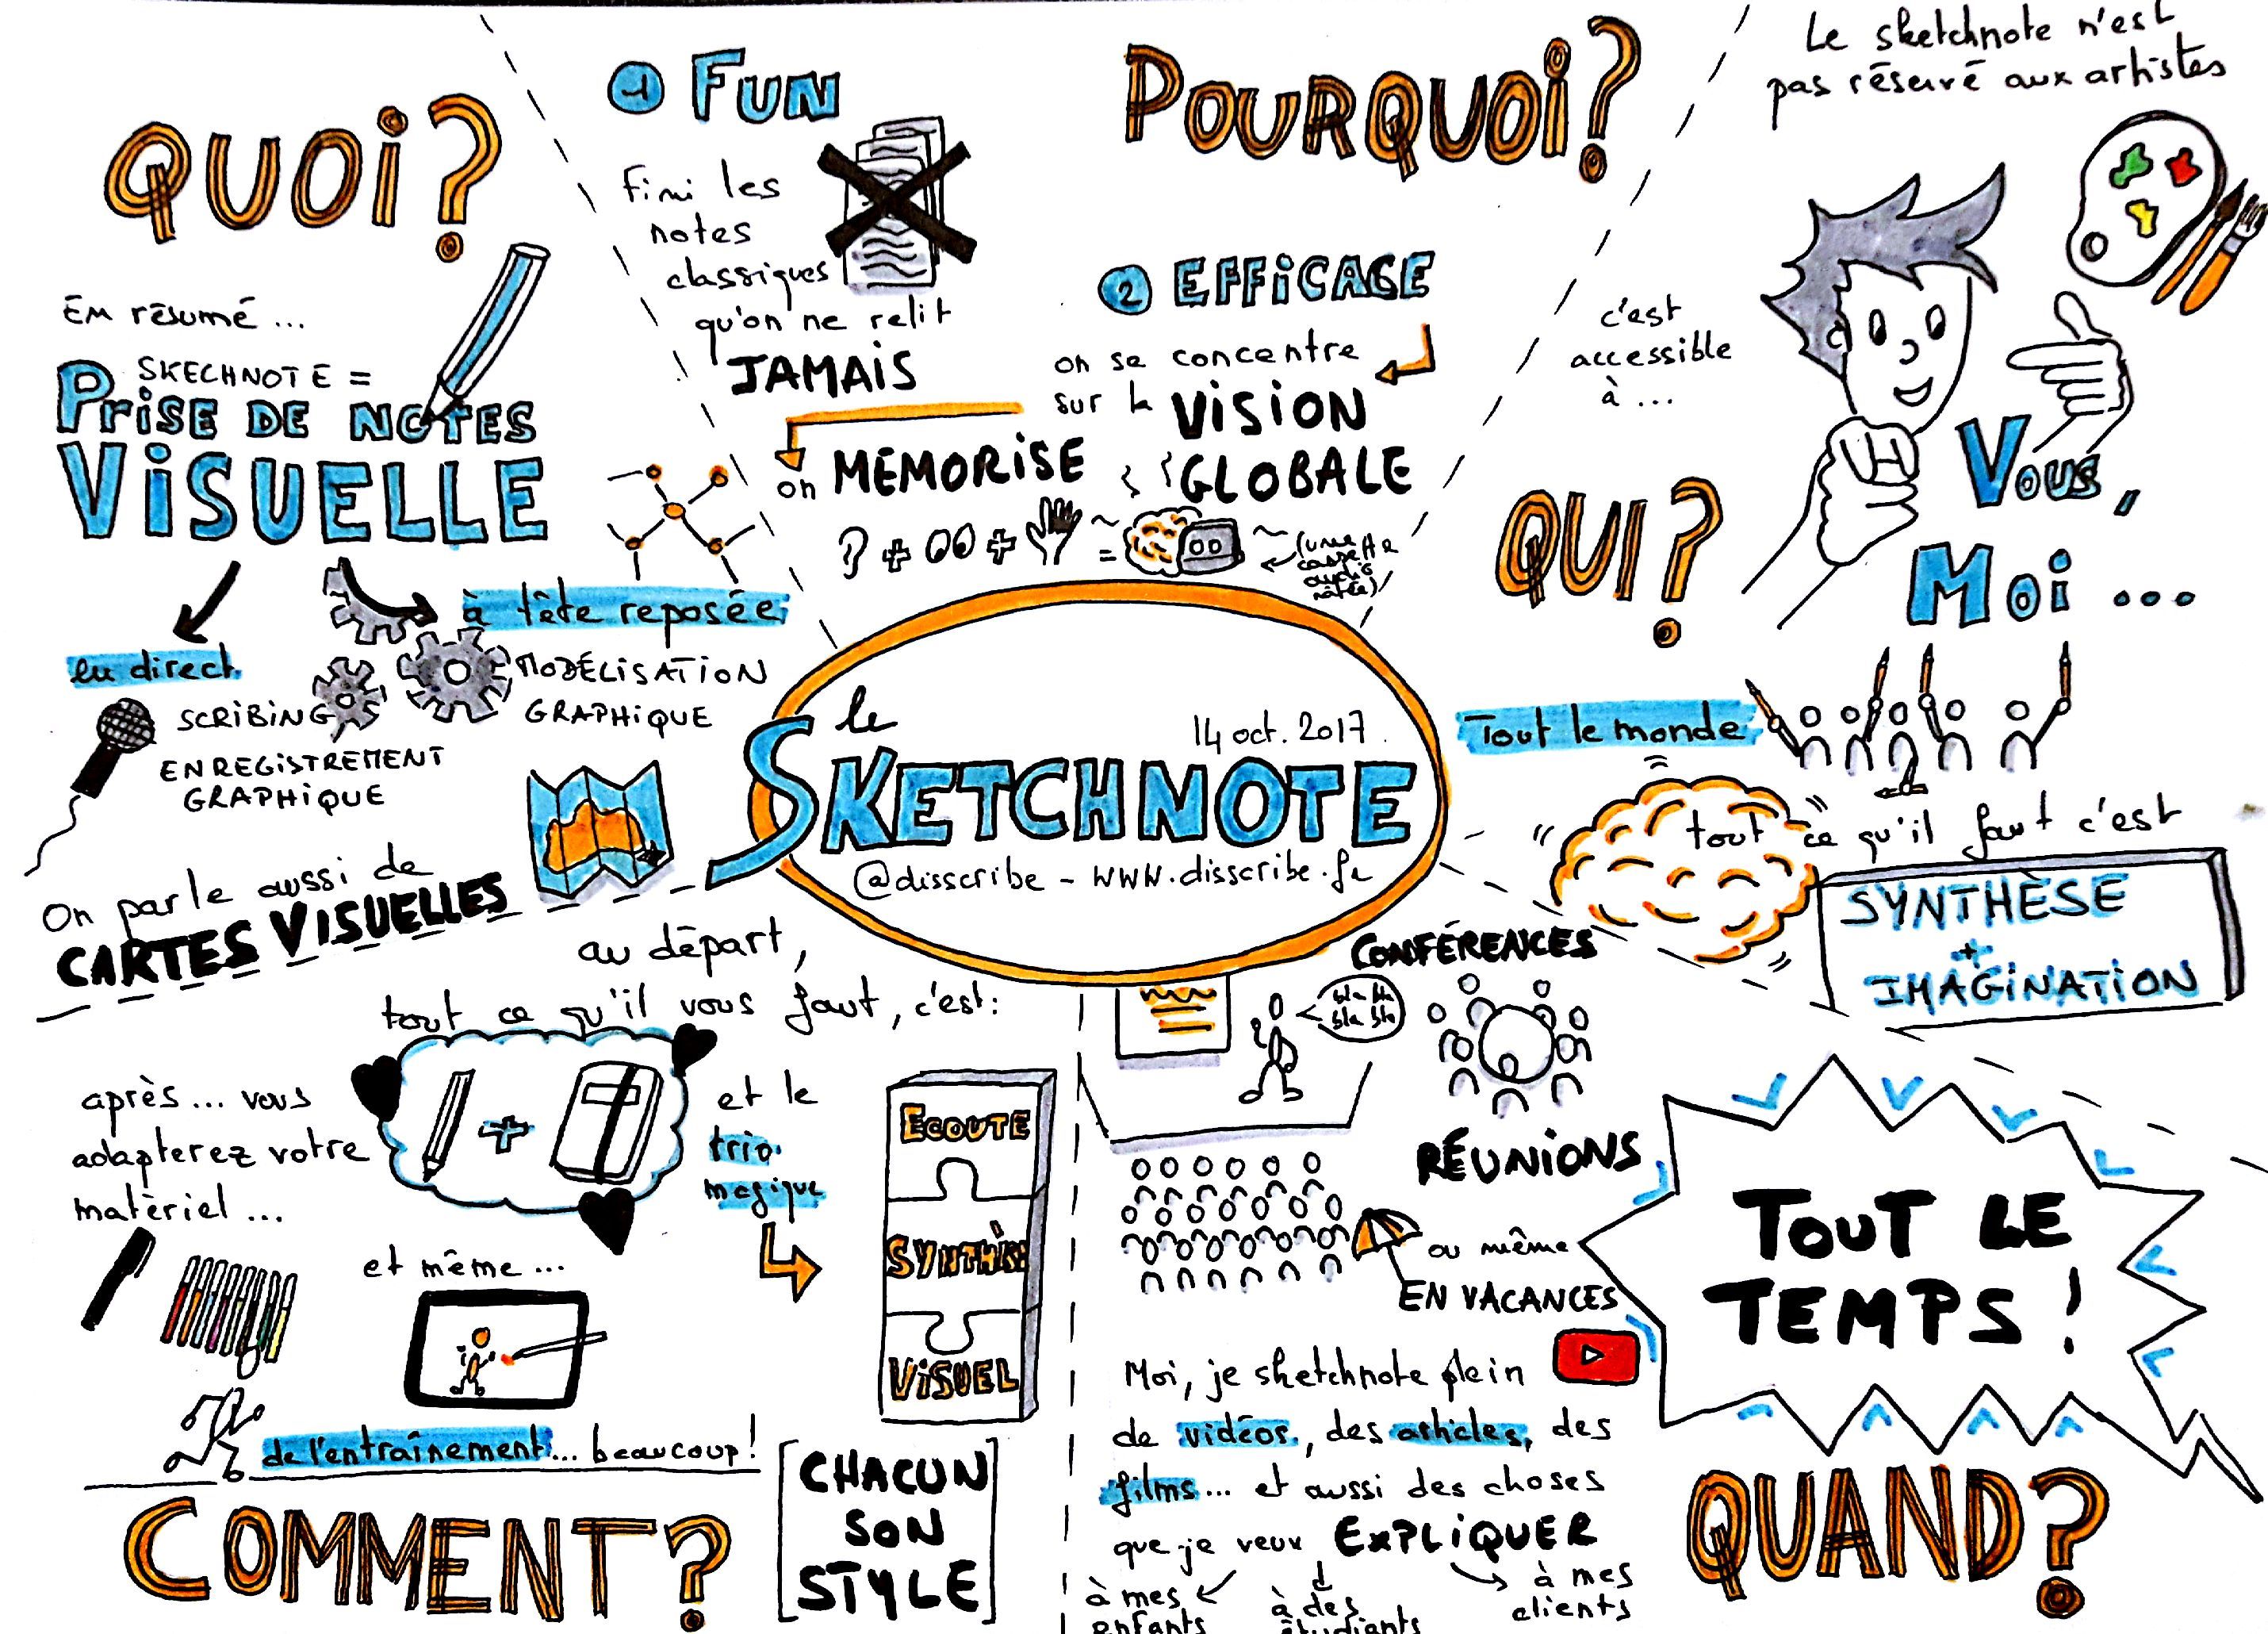 QUOI?
En résumé ...
SKECHNOTE =
PRISE DE NOTES
VISUELLE
en direct
SCRIBING
ENREGISTREMENT
GRAPHIQUE
à tête reposée
MODÉLISATION
GRAPHIQUE
On parle aussi de
CARTES VISUELLES
POURQUOI?
1 FUN
Fini les
notes
classiques
qu'on ne relit
JAMAIS
2 EFFICACE
on se concentre
sur la VISION
GLOBALE
on MEMORISE
+ + =
(une
cassette
audio
ratée)
Le sketchnote n'est
pas réservé aux artistes
c'est
accessible
à ...
VOUS,
MOI ...
QUI?
Tout le monde
tout ce qu'il faut c'est
SYNTHÈSE
+
IMAGINATION
le
14 oct. 2017.
SKETCHNOTE
@disscribe - www.disscribe.fr
au départ,
tout ce qu'il vous faut, c'est:
+
et le
trio
magique
ECOUTE
SYNTHÈSE
VISUEL
après... vous
adapterez votre
matériel ...
et même ...
de l'entraînement... beaucoup!
COMMENT?
[CHACUN
SON
STYLE]
CONFÉRENCES
bla bla
bla bla
RÉUNIONS
ou même
EN VACANCES
TOUT LE
TEMPS!
Moi, je sketchnote plein
de vidéos, des articles, des
films... et aussi des choses
que je veux EXPLIQUER
à mes
enfants
à des
étudiants
à mes
clients
QUAND?